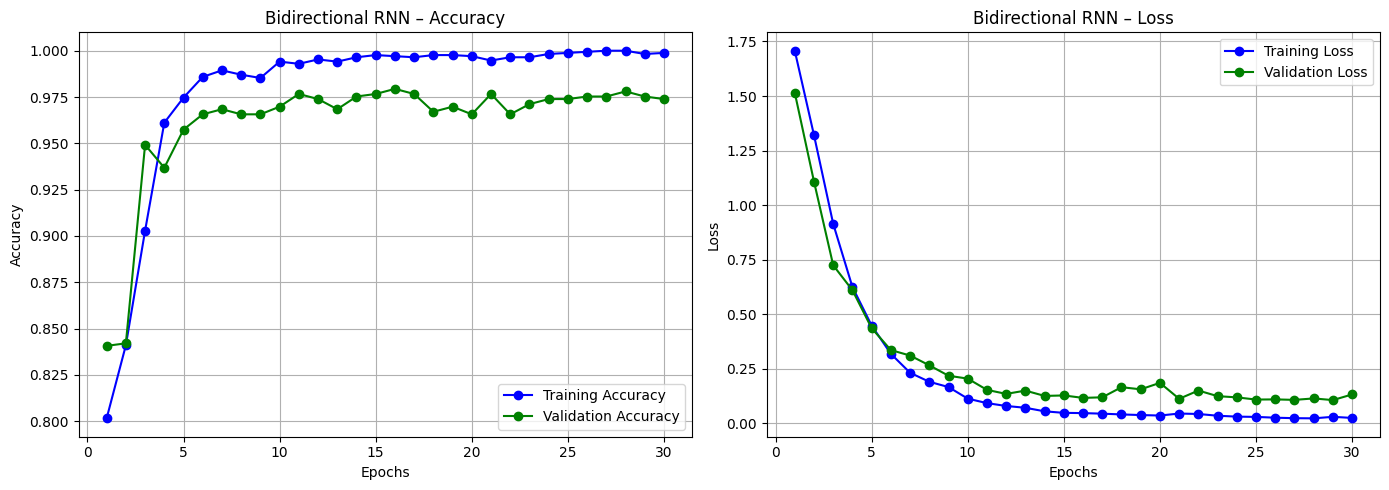 Bidirectional RNN – Accuracy
1.000
0.975
0.950
0.925
0.900
0.875
0.850
0.825
0.800
Accuracy
Training Accuracy
Validation Accuracy
0 5 10 15 20 25 30
Epochs
Bidirectional RNN – Loss
1.75
1.50
1.25
1.00
0.75
0.50
0.25
0.00
Loss
Training Loss
Validation Loss
0 5 10 15 20 25 30
Epochs